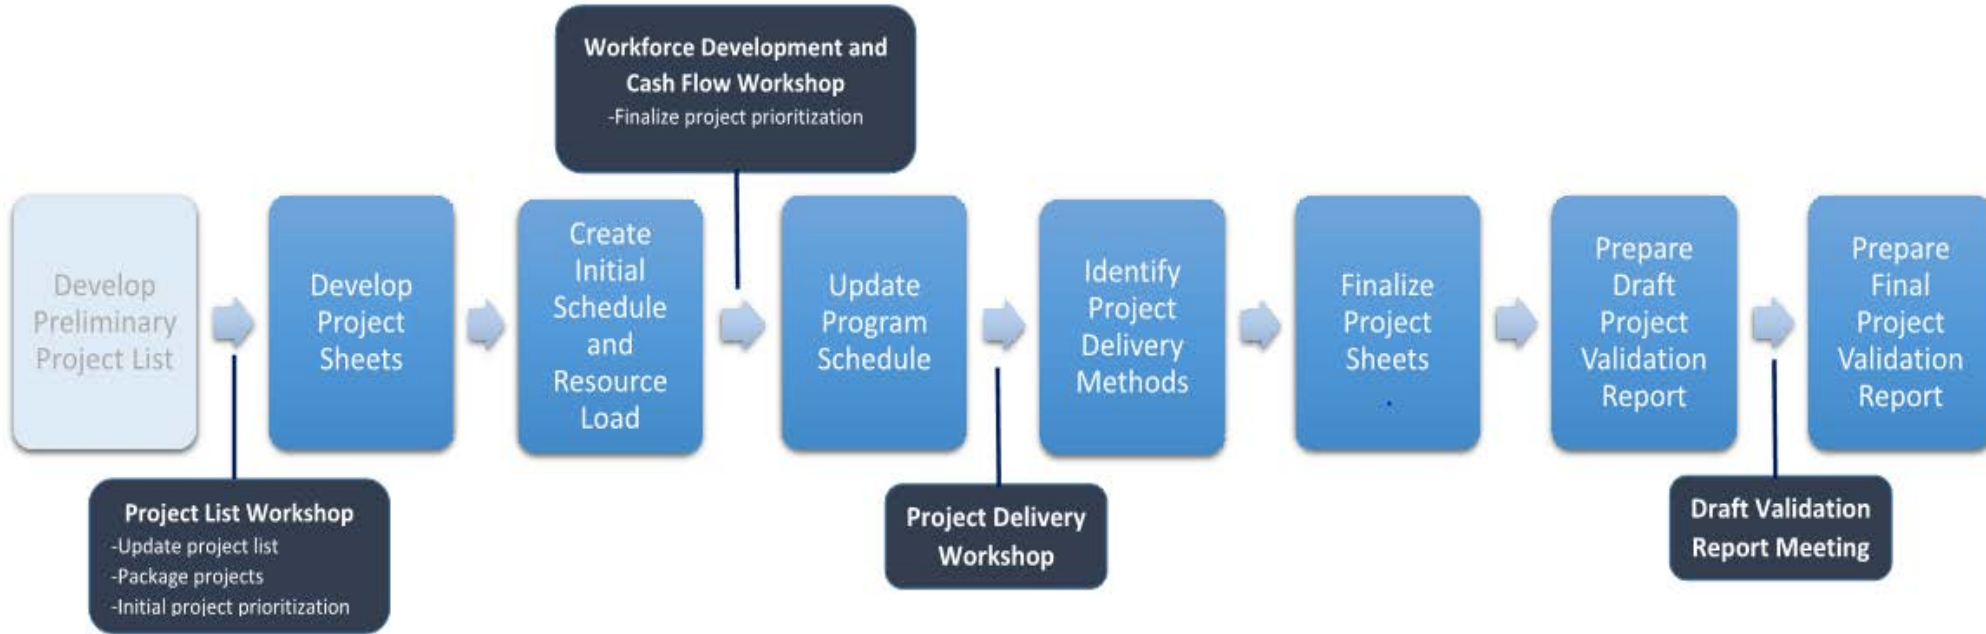 Workforce Development and
Cash Flow Workshop
-Finalize project prioritization
Develop
Preliminary
Project List
Develop
Project
Sheets
Create
Initial
Schedule
and
Resource
Load
Update
Program
Schedule
Identify
Project
Delivery
Methods
Finalize
Project
Sheets
.
Prepare
Draft
Project
Validation
Report
Prepare
Final
Project
Validation
Report
Project List Workshop
-Update project list
-Package projects
-Initial project prioritization
Project Delivery
Workshop
Draft Validation
Report Meeting